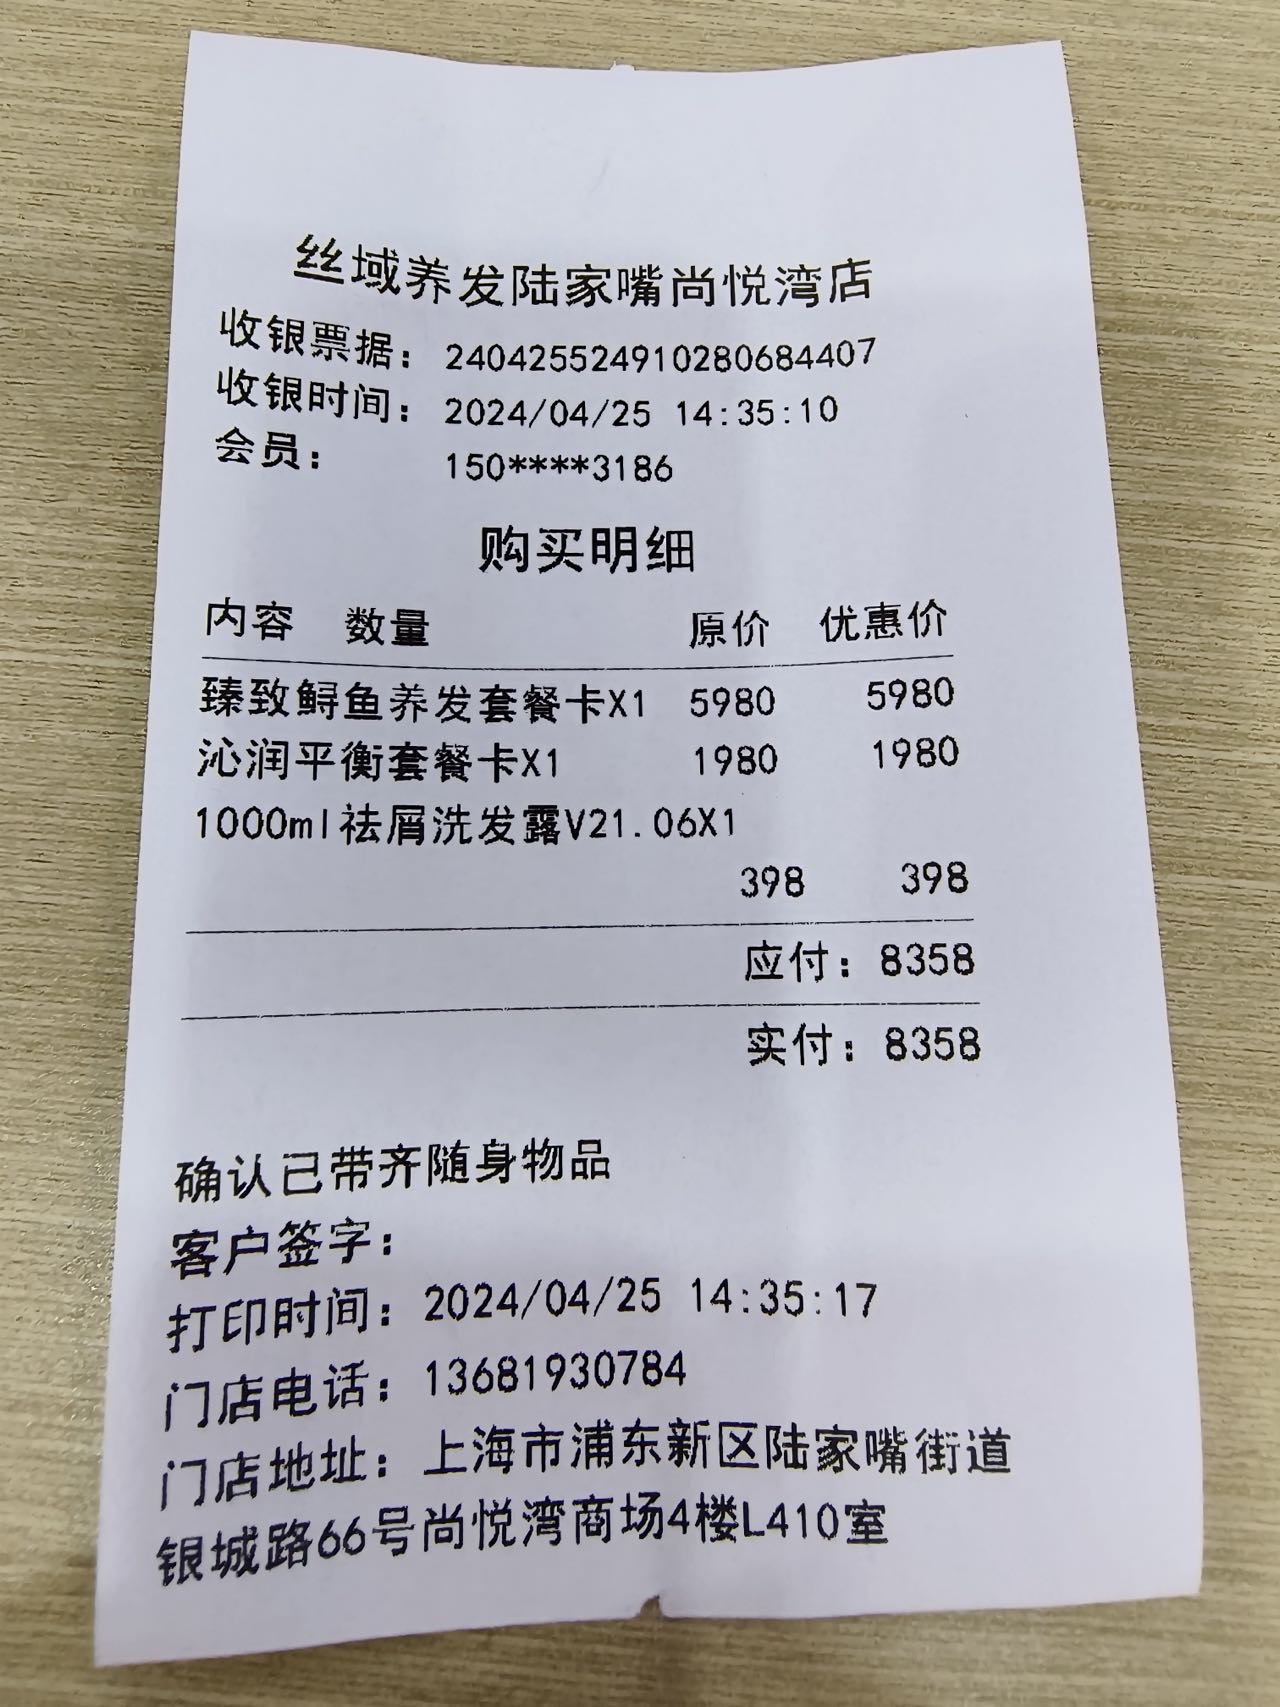 丝域养发陆家嘴尚悦湾店
收银票据: 240425524910280684407
收银时间: 2024/04/25 14:35:10
会员: 150****3186
购买明细
内容 数量 原价 优惠价
臻致鲟鱼养发套餐卡X1 5980 5980
沁润平衡套餐卡X1 1980 1980
1000ml祛屑洗发露V21.06X1
398 398
应付: 8358
实付: 8358
确认已带齐随身物品
客户签字:
打印时间: 2024/04/25 14:35:17
门店电话: 13681930784
门店地址: 上海市浦东新区陆家嘴街道
银城路66号尚悦湾商场4楼L410室